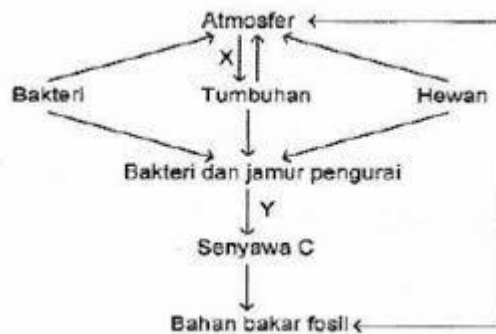 Atmosfer
X
Bakteri Tumbuhan Hewan
Bakteri dan jamur pengurai
Y
Senyawa C
Bahan bakar fosil